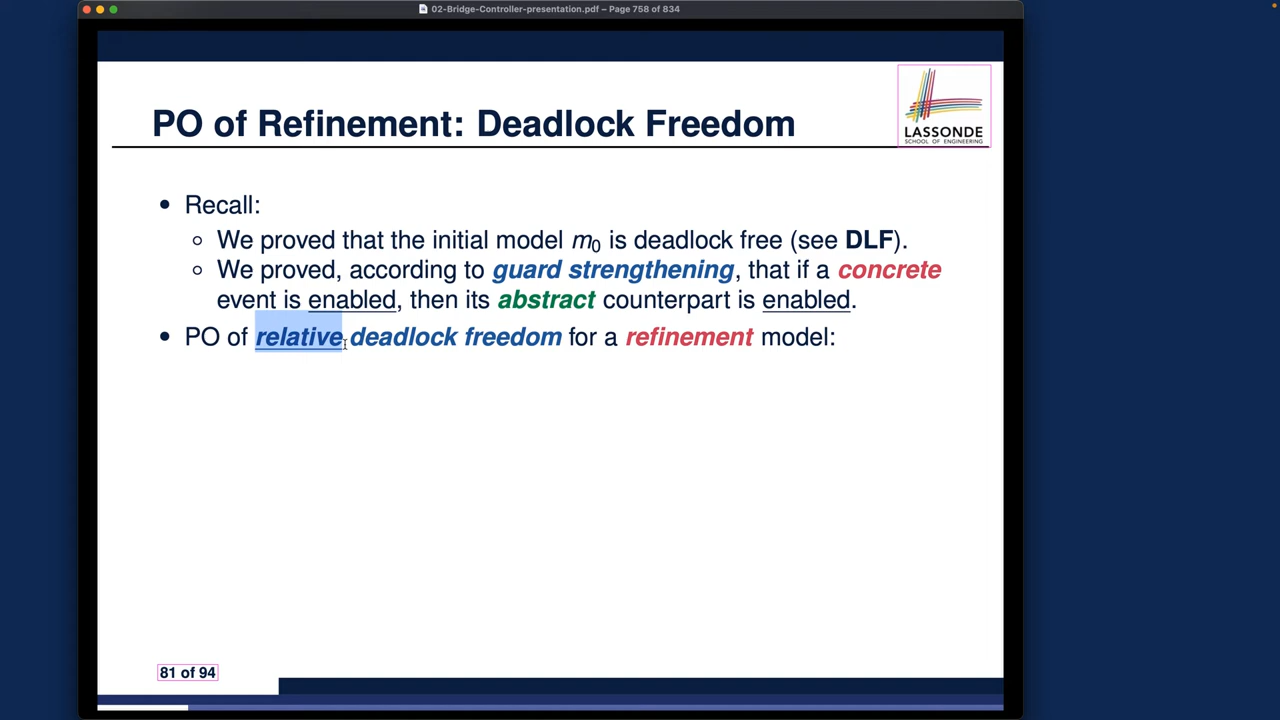 02-Bridge-Controller-presentation.pdf – Page 758 of 834
PO of Refinement: Deadlock Freedom
LASSONDE
SCHOOL OF ENGINEERING
• Recall:
○ We proved that the initial model m₀ is deadlock free (see DLF).
○ We proved, according to guard strengthening, that if a concrete
event is enabled, then its abstract counterpart is enabled.
• PO of relative deadlock freedom for a refinement model:
81 of 94